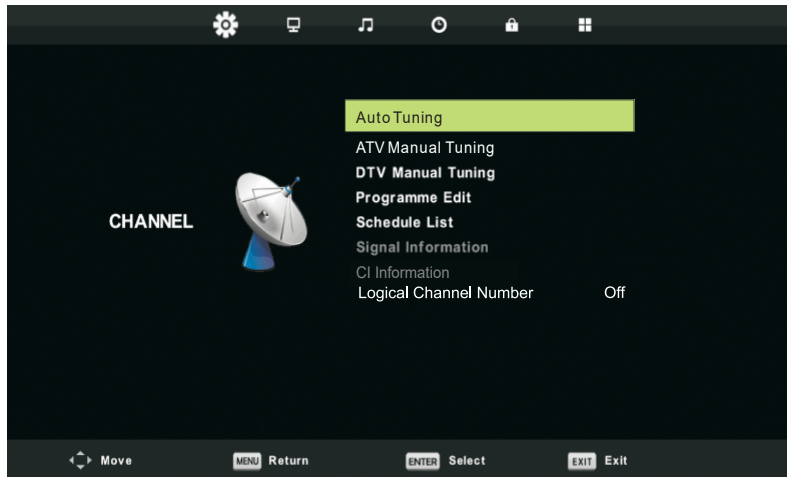 Auto Tuning
ATV Manual Tuning
DTV Manual Tuning
Programme Edit
CHANNEL
Schedule List
Signal Information
CI Information
Logical Channel Number Off
Move MENU Return ENTER Select EXIT Exit